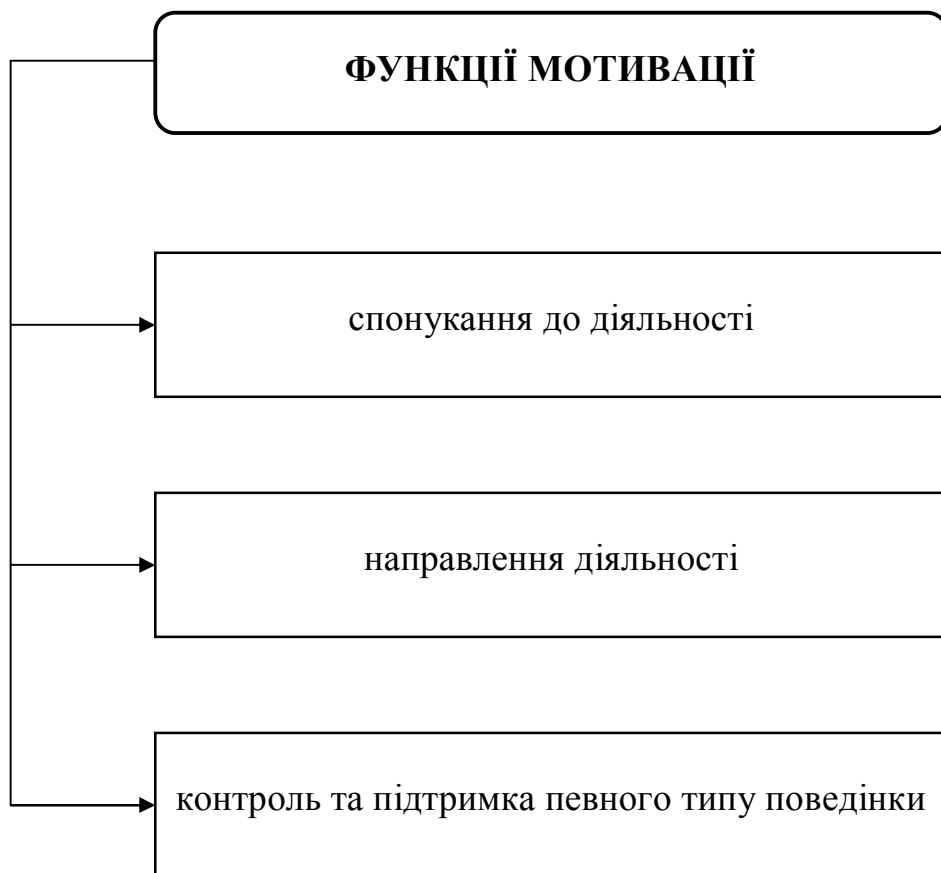 ФУНКЦІЇ МОТИВАЦІЇ
спонукання до діяльності
направлення діяльності
контроль та підтримка певного типу поведінки